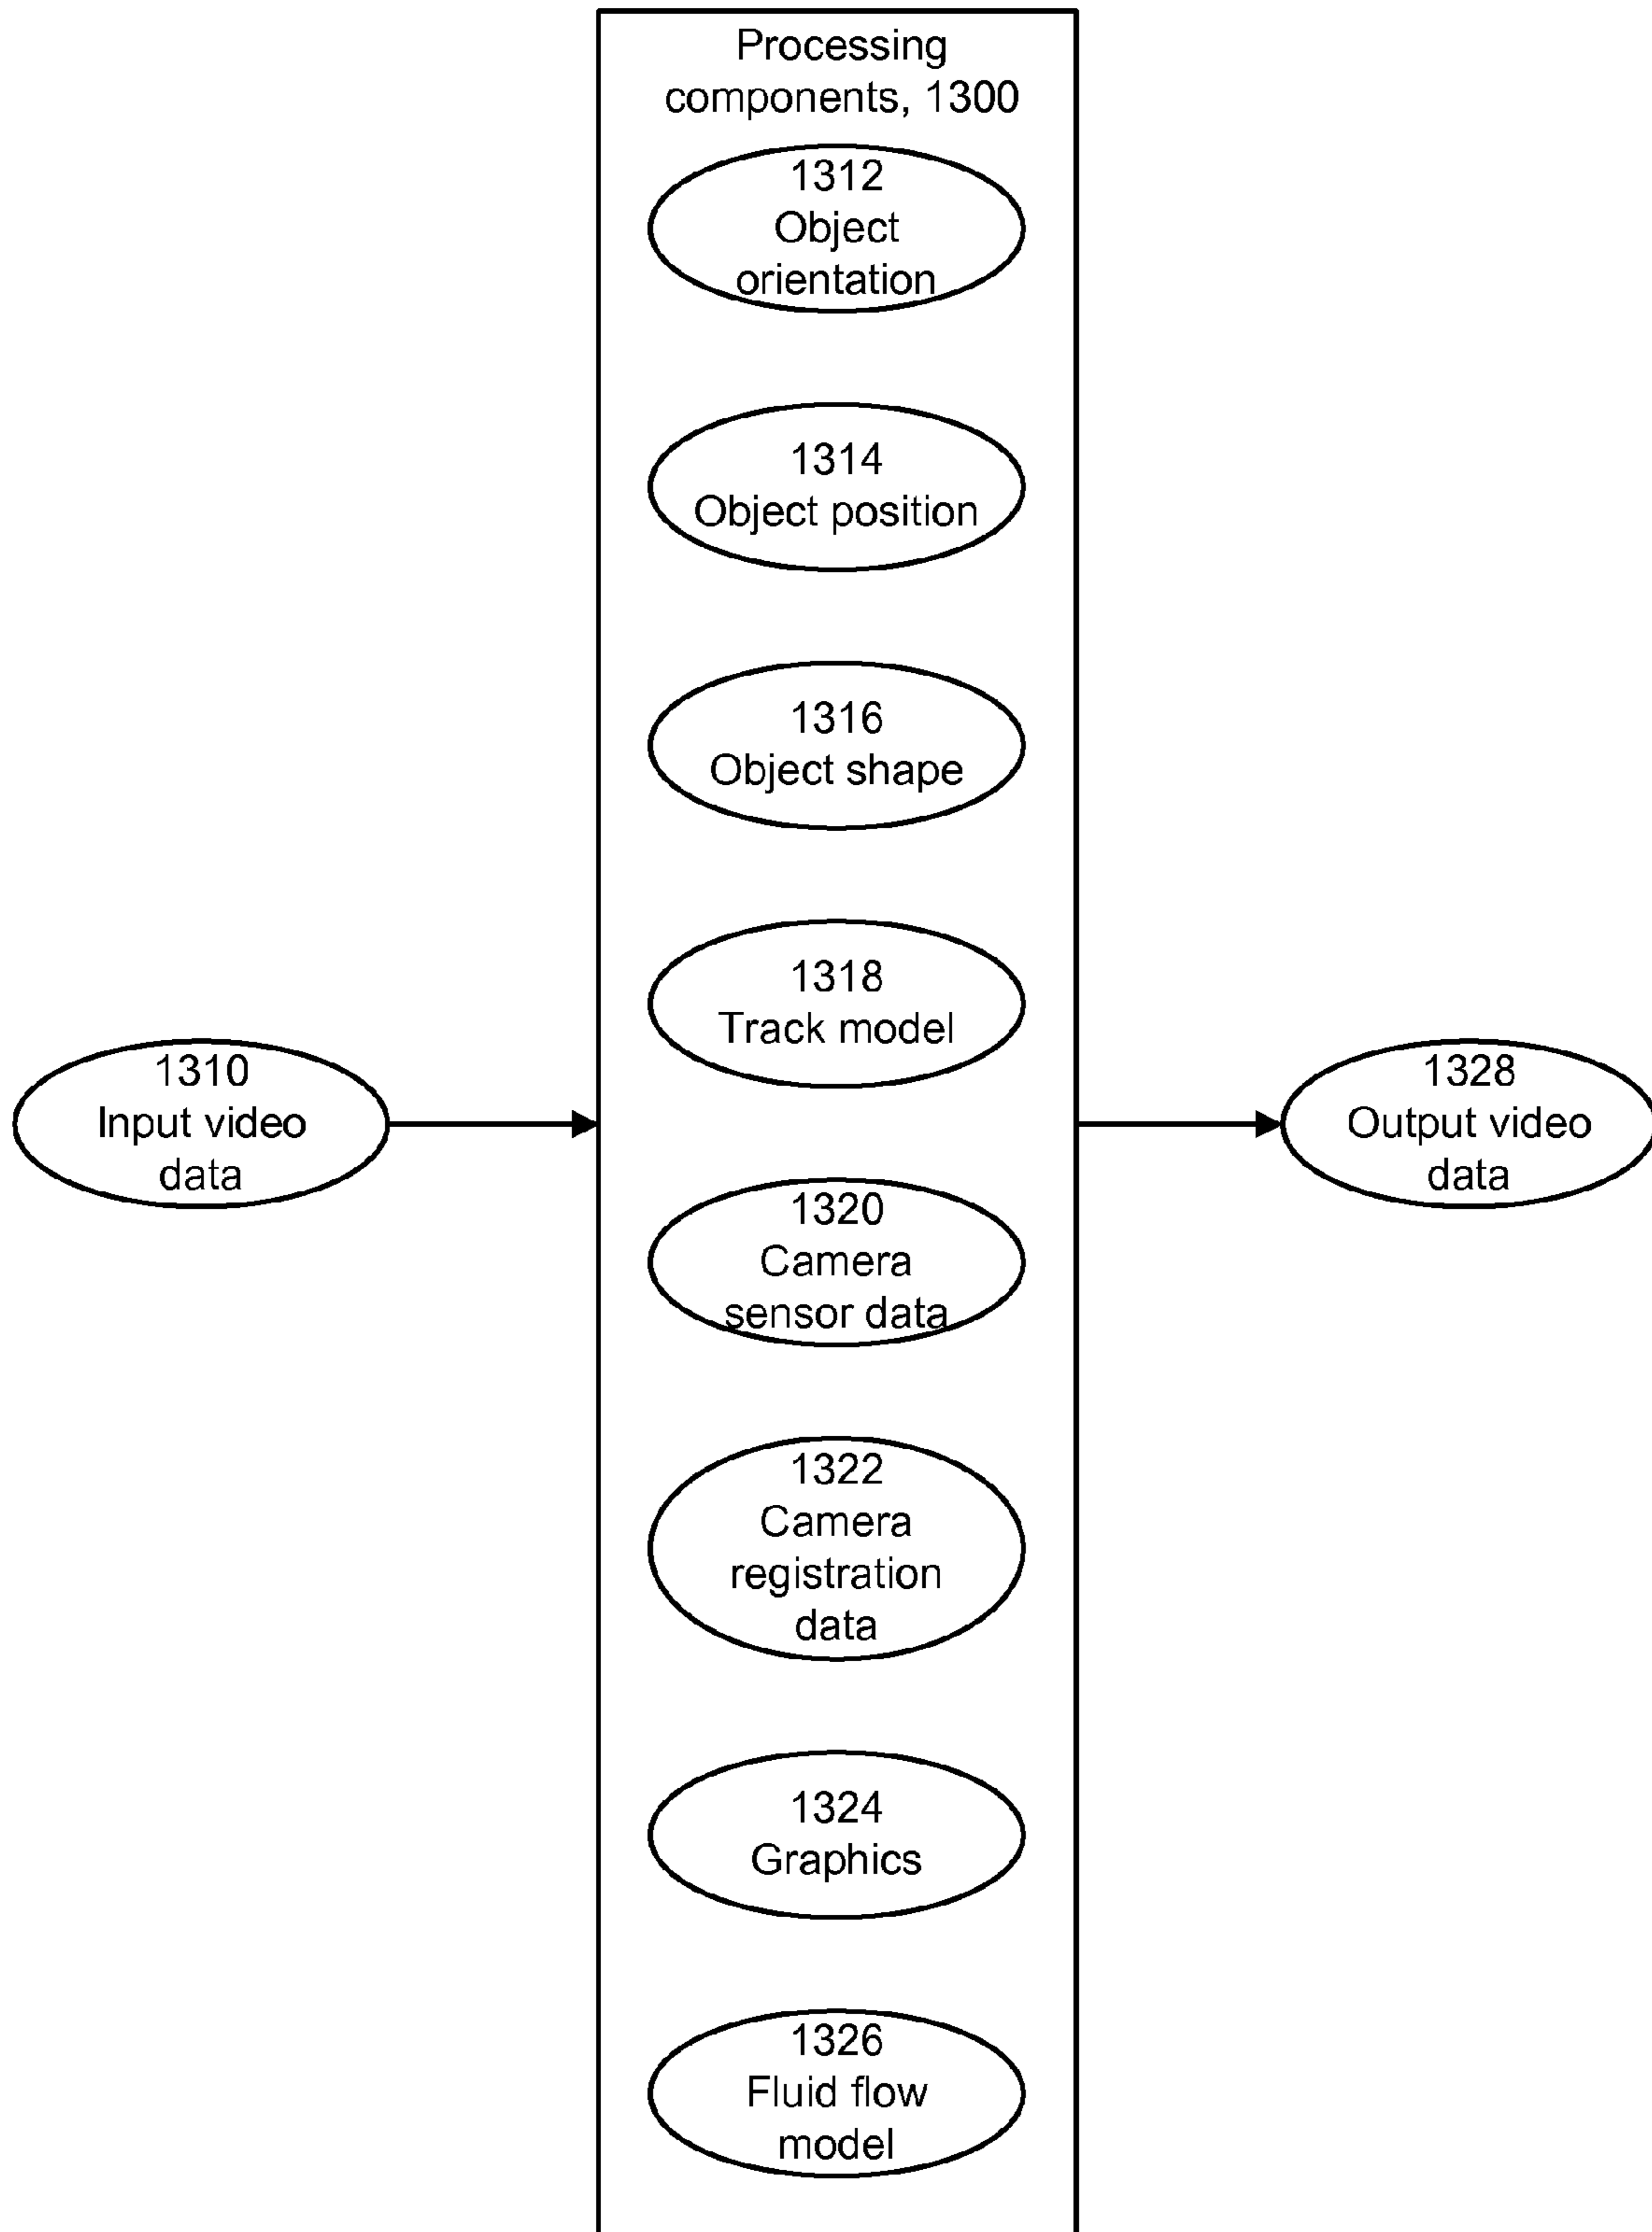 Processing
components, 1300
1312
Object
orientation
1314
Object position
1316
Object shape
1318
Track model
1310
Input video
data
1328
Output video
data
1320
Camera
sensor data
1322
Camera
registration
data
1324
Graphics
1326
Fluid flow
model